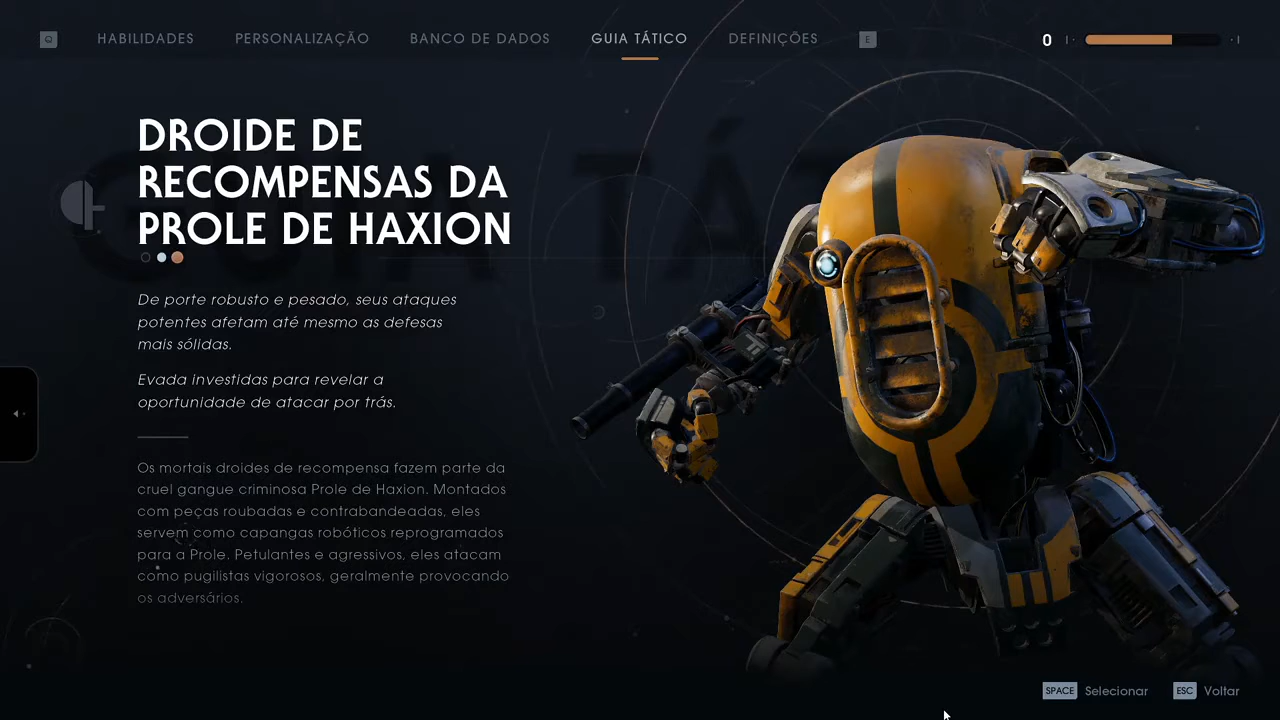 Q
HABILIDADES
PERSONALIZAÇÃO
BANCO DE DADOS
GUIA TÁTICO
DEFINIÇÕES
E
0
GUIA TÁ
DROIDE DE
RECOMPENSAS DA
PROLE DE HAXION
De porte robusto e pesado, seus ataques
potentes afetam até mesmo as defesas
mais sólidas.
Evada investidas para revelar a
oportunidade de atacar por trás.
Os mortais droides de recompensa fazem parte da
cruel gangue criminosa Prole de Haxion. Montados
com peças roubadas e contrabandeadas, eles
servem como capangas robóticos reprogramados
para a Prole. Petulantes e agressivos, eles atacam
como pugilistas vigorosos, geralmente provocando
os adversários.
SPACE Selecionar
ESC Voltar